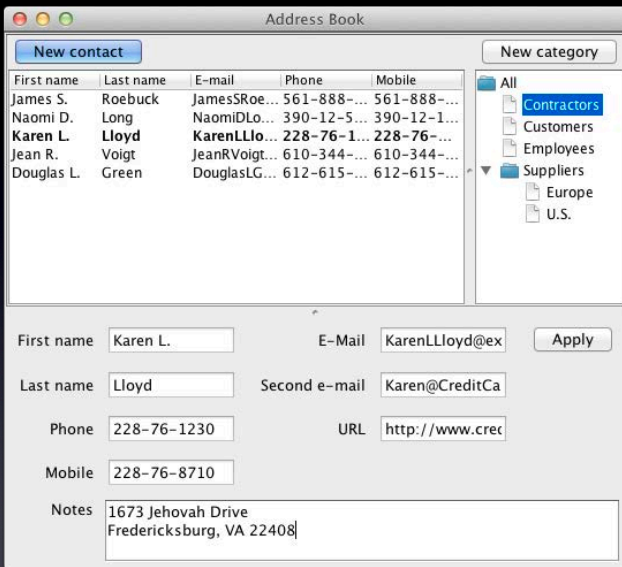 Address Book
New contact
New category
First name Last name E-mail Phone Mobile
James S. Roebuck JamesSRoe... 561-888-... 561-888-...
Naomi D. Long NaomiDLo... 390-12-5... 390-12-1...
Karen L. Lloyd KarenLLlo... 228-76-1... 228-76-...
Jean R. Voigt JeanRVoigt... 610-344-... 610-344-...
Douglas L. Green DouglasLG... 612-615-... 612-615-...
All
Contractors
Customers
Employees
Suppliers
Europe
U.S.
First name Karen L. E-Mail KarenLLloyd@ex Apply
Last name Lloyd Second e-mail Karen@CreditCa
Phone 228-76-1230 URL http://www.cred
Mobile 228-76-8710
Notes 1673 Jehovah Drive
Fredericksburg, VA 22408